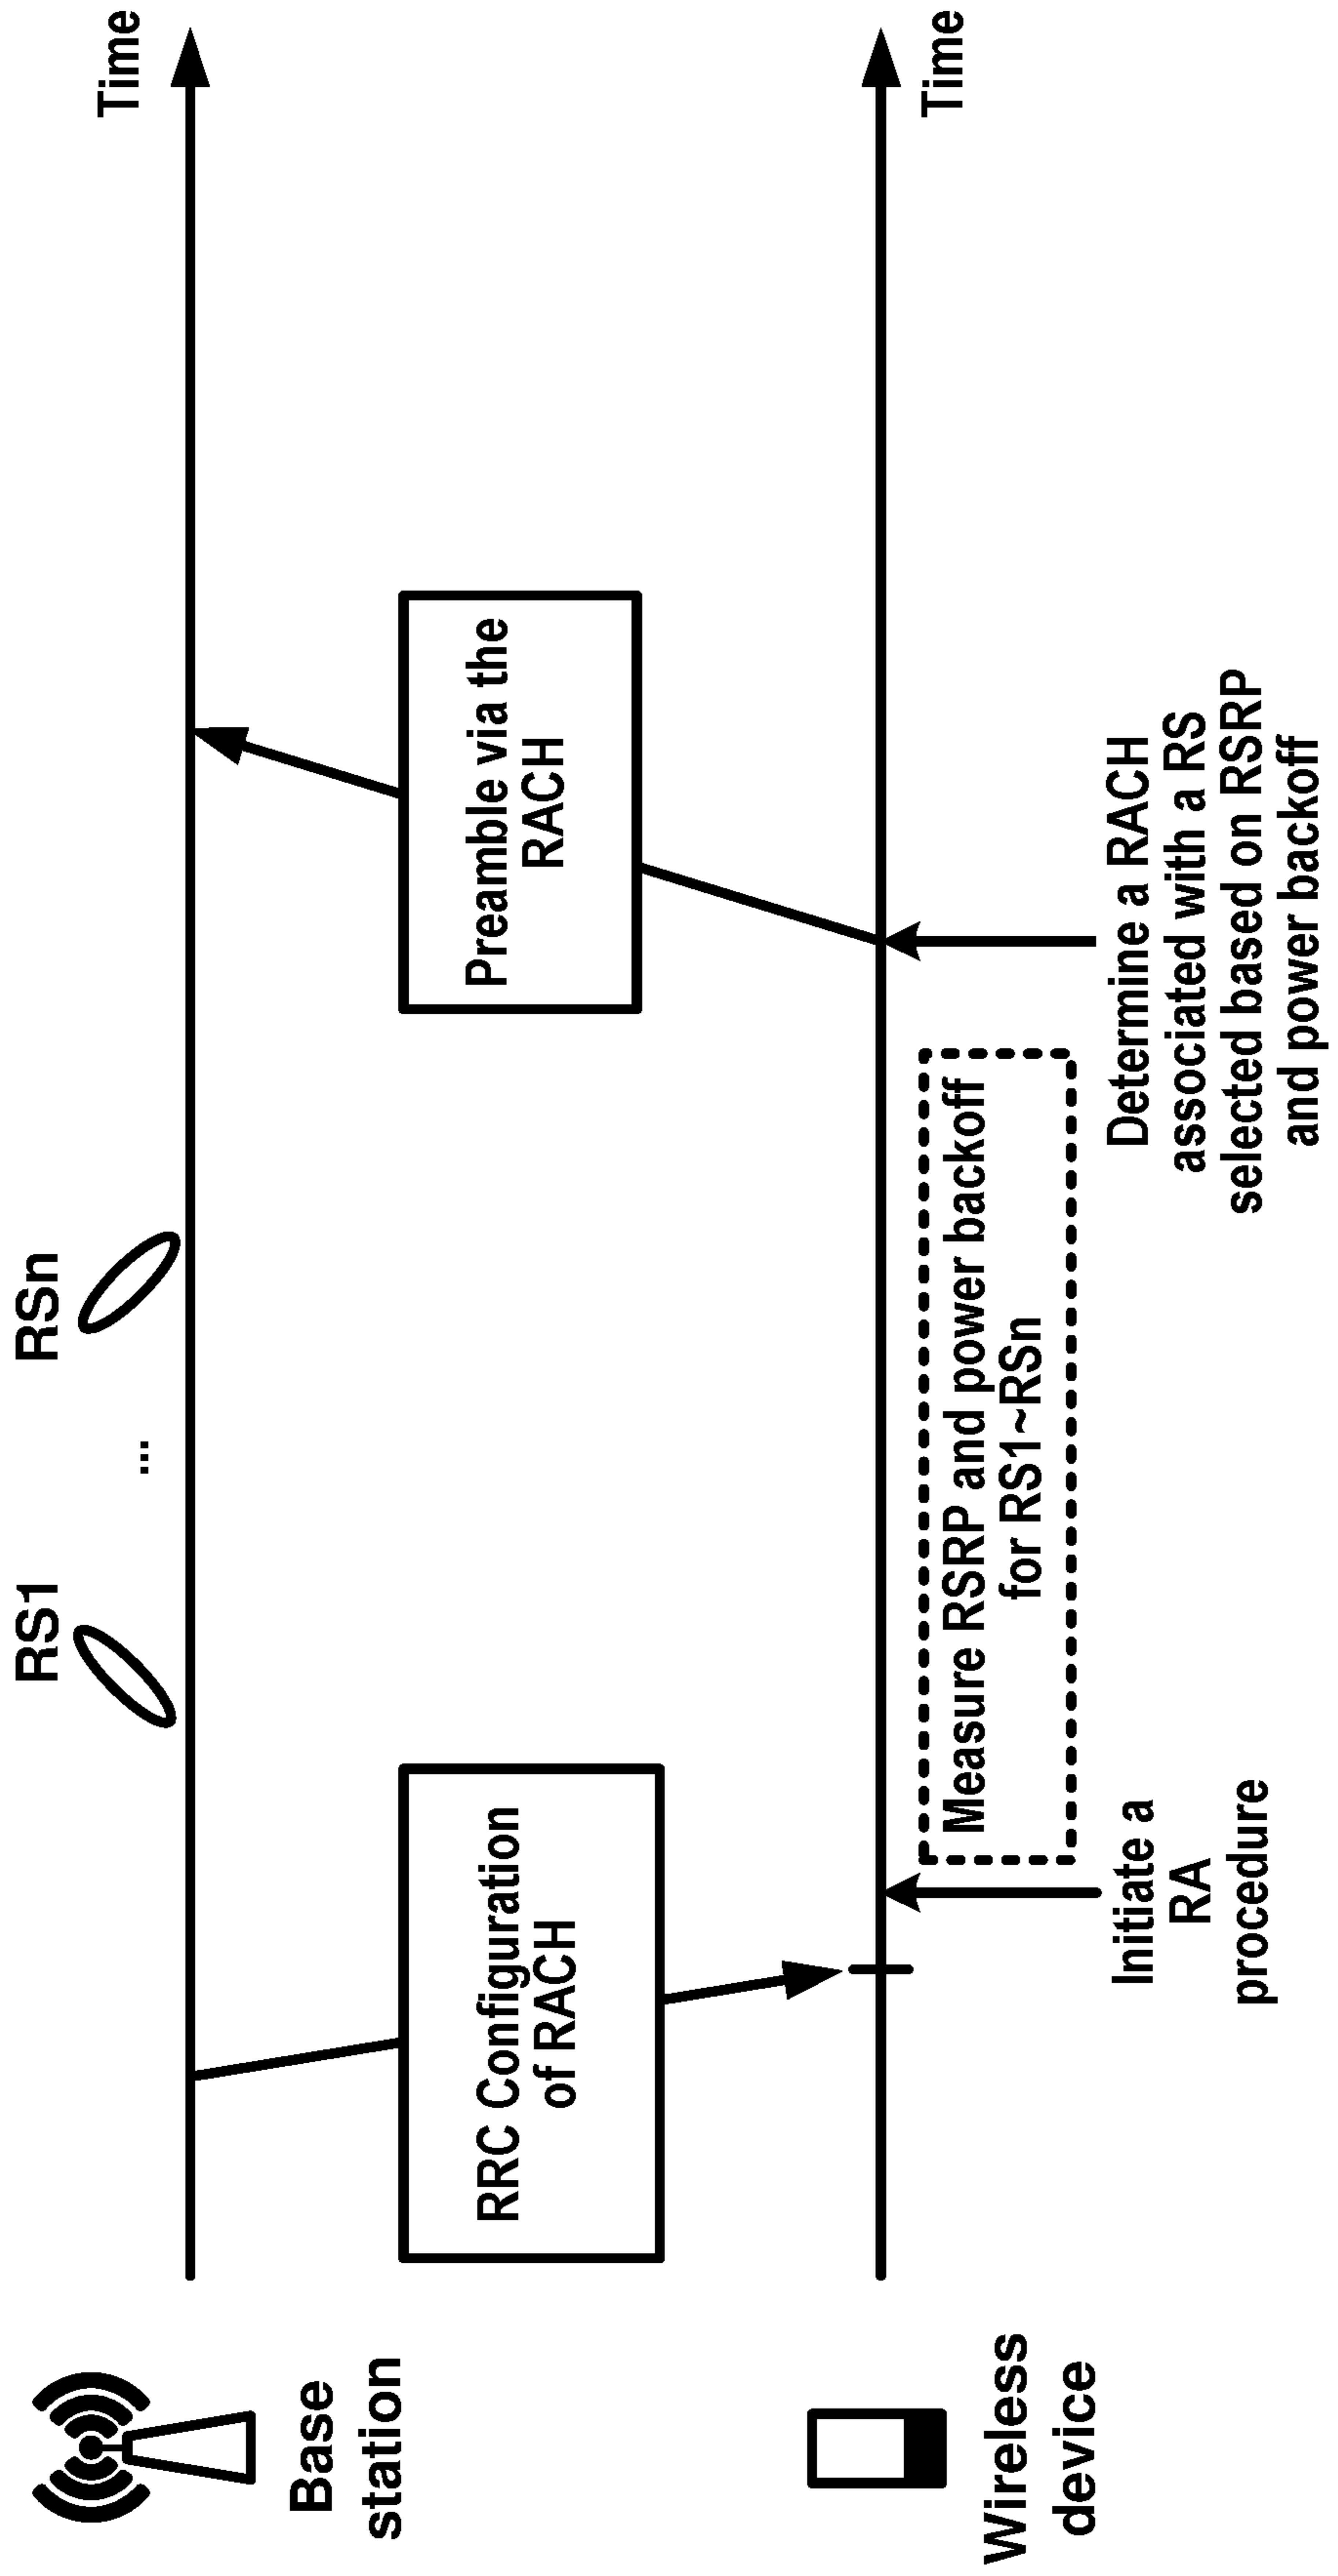 RS1
...
RSn
Time
Base
station
RRC Configuration
of RACH
Preamble via the
RACH
Wireless
device
Time
Measure RSRP and power backoff
for RS1~RSn
Initiate a
RA
procedure
Determine a RACH
associated with a RS
selected based on RSRP
and power backoff